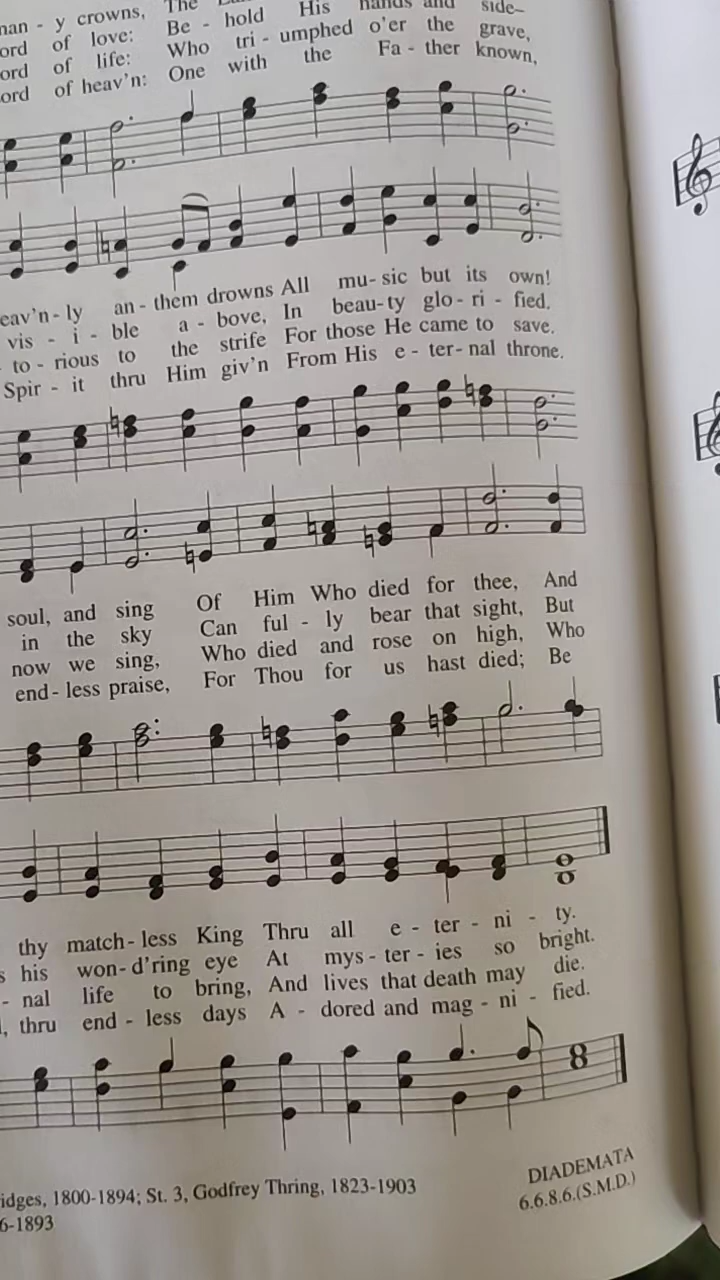 man - y crowns, The
ord of love: Be - hold His hands and side–
ord of life: Who tri - umphed o'er the grave,
ord of heav'n: One with the Fa - ther known,
eav'n - ly an - them drowns All mu - sic but its own!
vis - i - ble a - bove, In beau - ty glo - ri - fied.
to - rious to the strife For those He came to save.
Spir - it thru Him giv'n From His e - ter - nal throne.
soul, and sing Of Him Who died for thee, And
in the sky Can ful - ly bear that sight, But
now we sing, Who died and rose on high, Who
end - less praise, For Thou for us hast died; Be
thy match - less King Thru all e - ter - ni - ty.
s his won - d'ring eye At mys - ter - ies so bright.
- nal life to bring, And lives that death may die.
, thru end - less days A - dored and mag - ni - fied.
idges, 1800-1894; St. 3, Godfrey Thring, 1823-1903
6-1893
DIADEMATA
6.6.8.6.(S.M.D.)